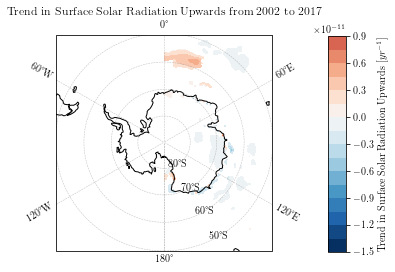 Trend in Surface Solar Radiation Upwards from 2002 to 2017
0°
×10⁻¹¹
60°W
60°E
0.9
0.6
0.3
0.0
−0.3
−0.6
−0.9
−1.2
−1.5
Trend in Surface Solar Radiation Upwards [yr⁻¹]
80°S
70°S
60°S
50°S
120°W
120°E
180°